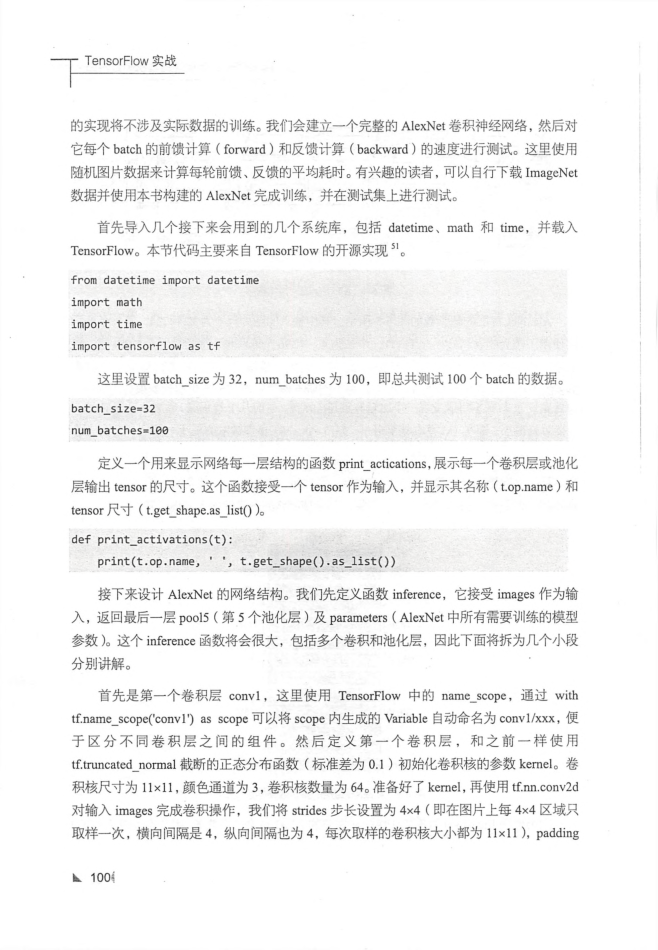 TensorFlow 实战
的实现将不涉及实际数据的训练。我们会建立一个完整的 AlexNet 卷积神经网络，然后对
它每个 batch 的前馈计算（forward）和反馈计算（backward）的速度进行测试。这里使用
随机图片数据来计算每轮前馈、反馈的平均耗时。有兴趣的读者，可以自行下载 ImageNet
数据并使用本书构建的 AlexNet 完成训练，并在测试集上进行测试。
首先导入几个接下来会用到的几个系统库，包括 datetime、math 和 time，并载入
TensorFlow。本节代码主要来自 TensorFlow 的开源实现 51。
from datetime import datetime
import math
import time
import tensorflow as tf
这里设置 batch_size 为 32，num_batches 为 100，即总共测试 100 个 batch 的数据。
batch_size=32
num_batches=100
定义一个用来显示网络每一层结构的函数 print_actications，展示每一个卷积层或池化
层输出 tensor 的尺寸。这个函数接受一个 tensor 作为输入，并显示其名称（t.op.name）和
tensor 尺寸（t.get_shape.as_list()）。
def print_activations(t):
    print(t.op.name, ' ', t.get_shape().as_list())
接下来设计 AlexNet 的网络结构。我们先定义函数 inference，它接受 images 作为输
入，返回最后一层 pool5（第 5 个池化层）及 parameters（AlexNet 中所有需要训练的模型
参数）。这个 inference 函数将会很大，包括多个卷积和池化层，因此下面将拆为几个小段
分别讲解。
首先是第一个卷积层 conv1，这里使用 TensorFlow 中的 name_scope，通过 with
tf.name_scope('conv1') as scope 可以将 scope 内生成的 Variable 自动命名为 conv1/xxx，便
于区分不同卷积层之间的组件。然后定义第一个卷积层，和之前一样使用
tf.truncated_normal 截断的正态分布函数（标准差为 0.1）初始化卷积核的参数 kernel。卷
积核尺寸为 11×11，颜色通道为 3，卷积核数量为 64。准备好了 kernel，再使用 tf.nn.conv2d
对输入 images 完成卷积操作，我们将 strides 步长设置为 4×4（即在图片上每 4×4 区域只
取样一次，横向间隔是 4，纵向间隔也为 4，每次取样的卷积核大小都为 11×11），padding
100